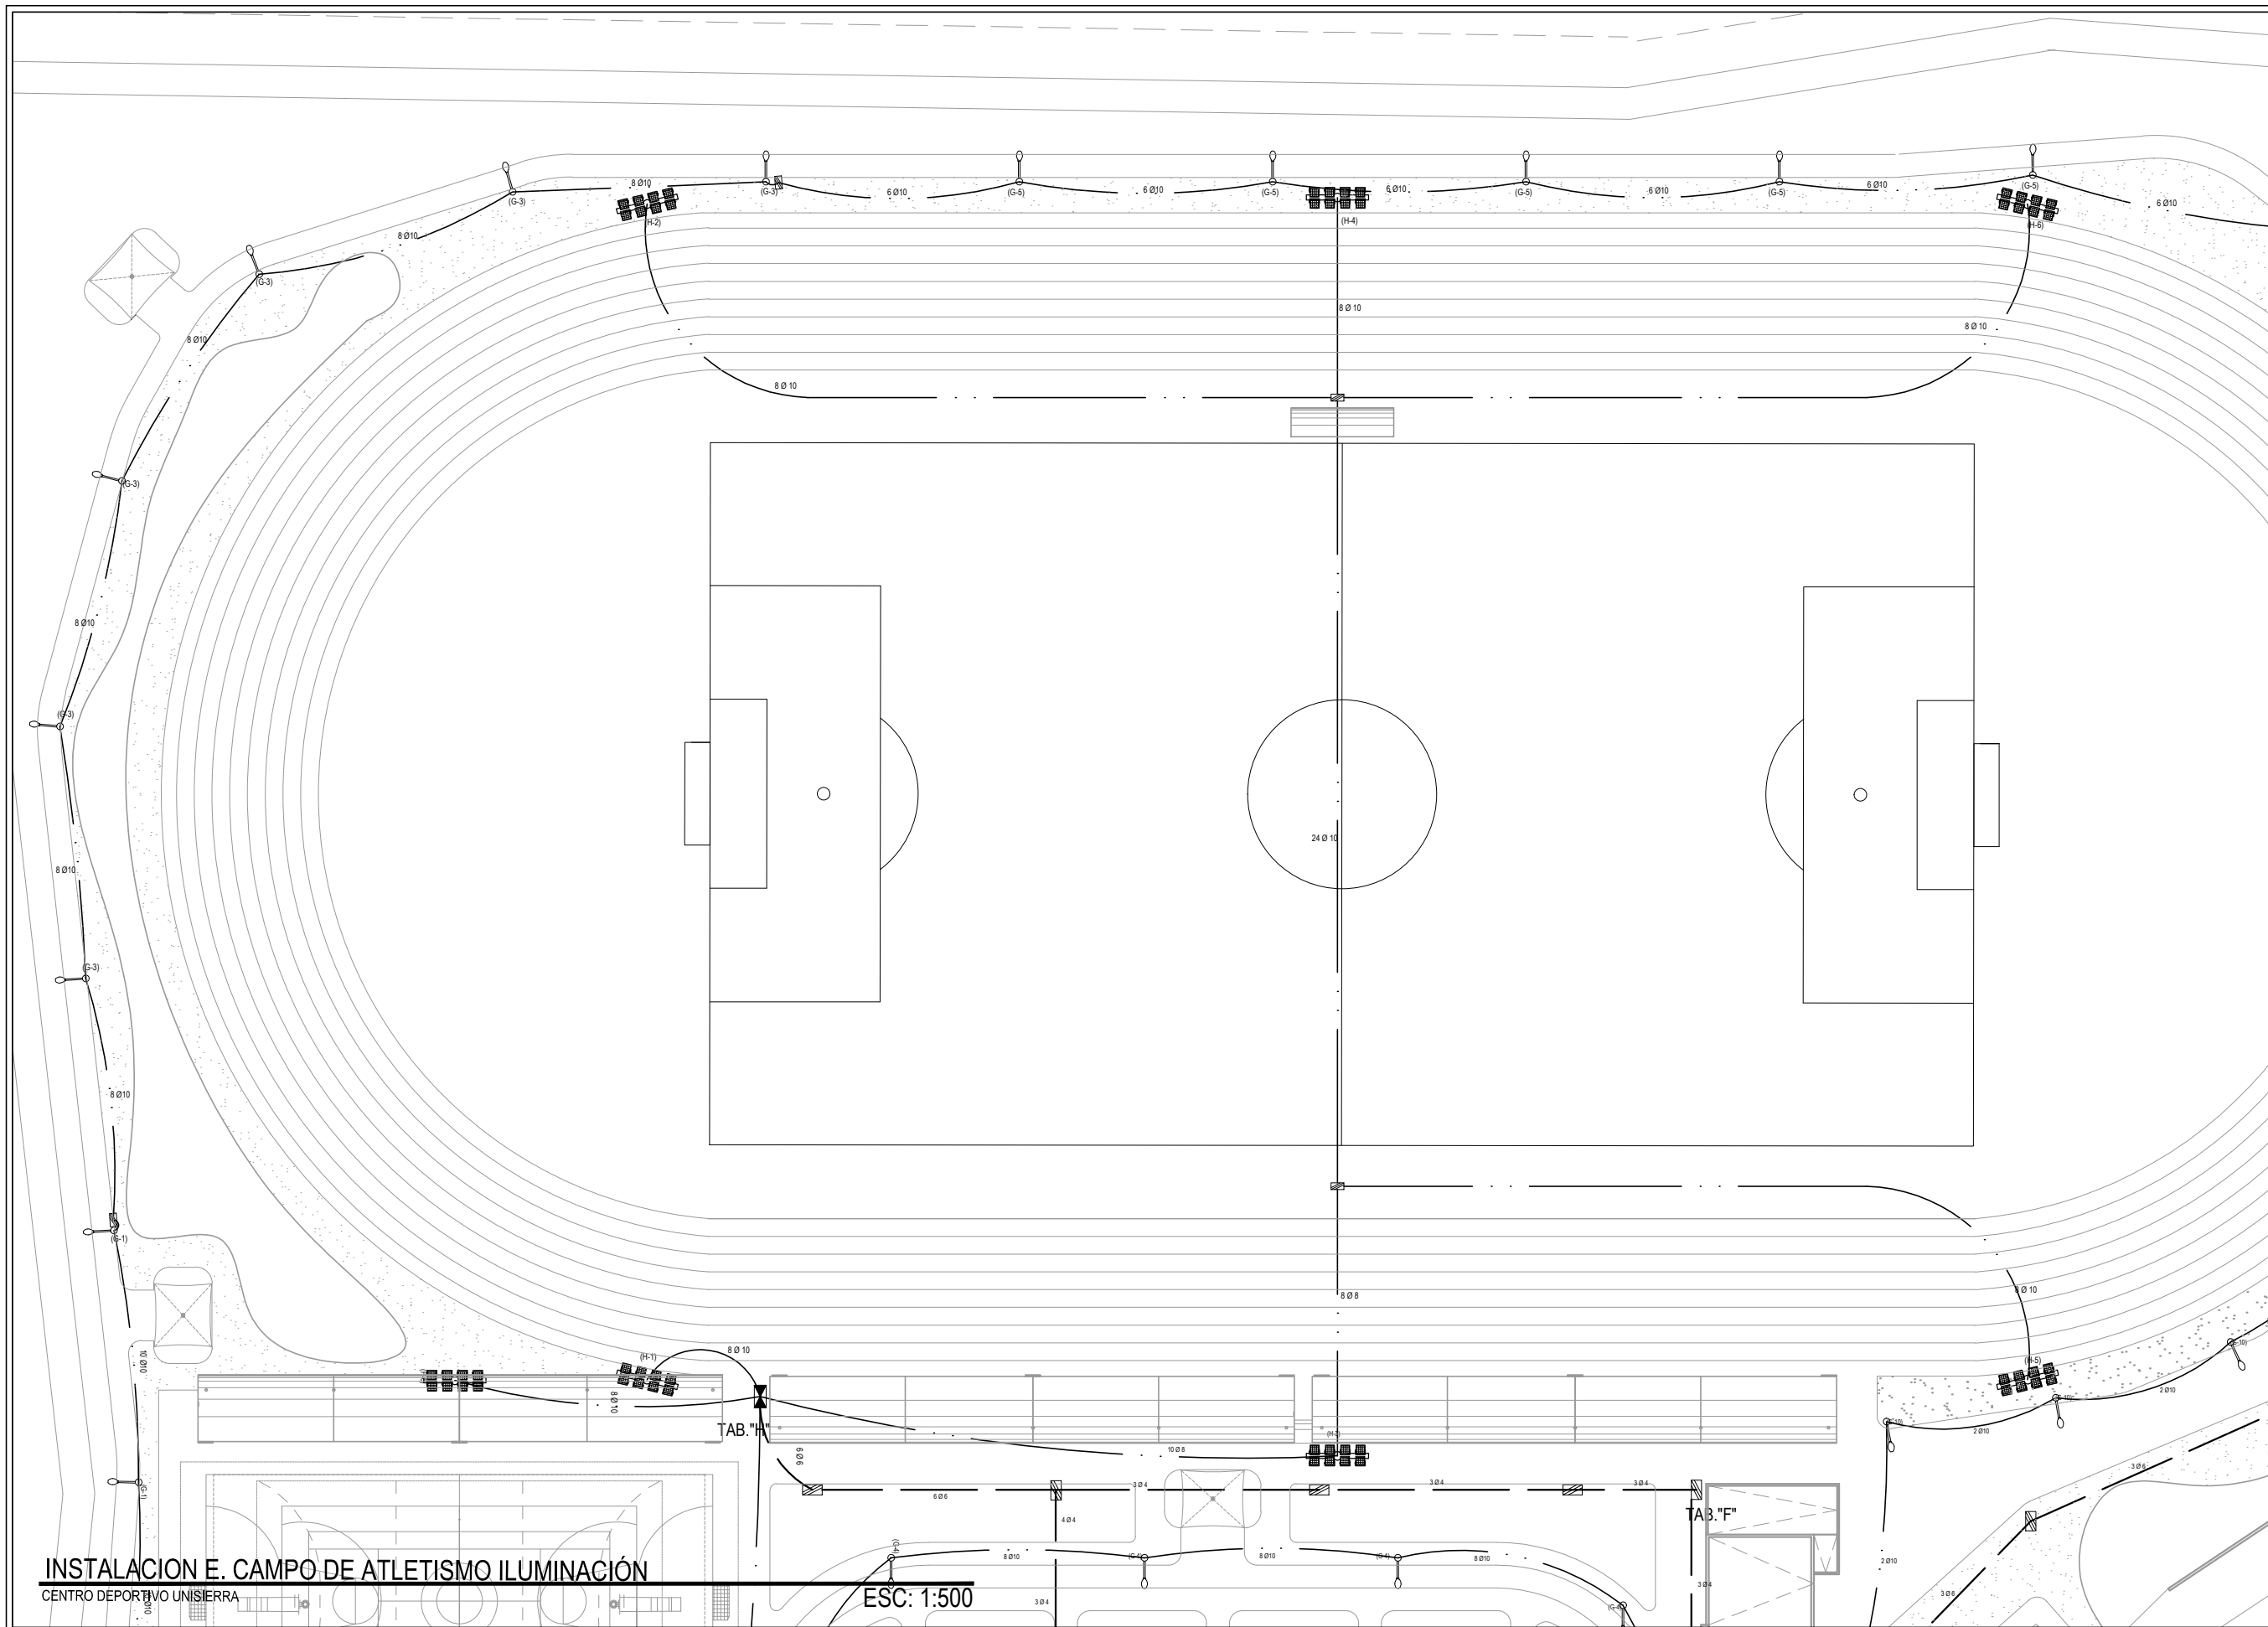 8 Ø10
(G-3)
(G-3)
6 Ø10
(G-5)
6 Ø10
(G-5)
6 Ø10
(G-5)
6 Ø10
(G-5)
6 Ø10
(G-5)
6 Ø10
(H-2)
(H-4)
(H-6)
8 Ø10
(G-3)
8 Ø 10
8 Ø10
8 Ø 10
8 Ø 10
(G-3)
8 Ø10
(G-3)
24 Ø 10
8 Ø10
(G-3)
8 Ø10
(G-1)
8 Ø 8
8 Ø 10
10 Ø10
(H-1)
8 Ø 10
(H-5)
8 Ø 10
2 Ø10
TAB."H"
6 Ø 6
10 Ø 8
(H-3)
2 Ø10
(G-1)
6 Ø 6
3 Ø 4
3 Ø 4
3 Ø 4
3 Ø 6
TAB."F"
4 Ø 4
8 Ø10
8 Ø10
8 Ø10
2 Ø10
INSTALACION E. CAMPO DE ATLETISMO ILUMINACIÓN
CENTRO DEPORTIVO UNISIERRA
ESC: 1:500
3 Ø 4
3 Ø 4
3 Ø 6